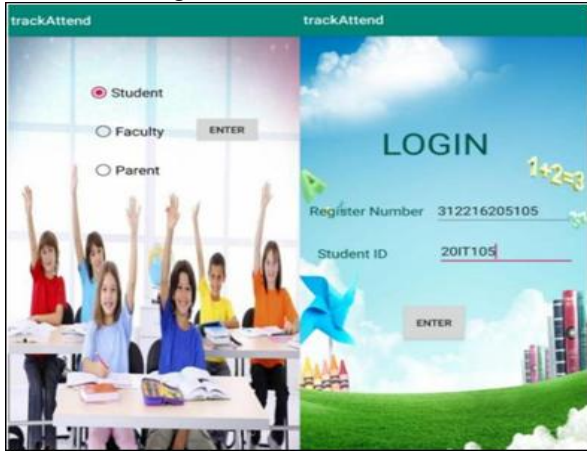 trackAttend
Student
Faculty
ENTER
Parent
trackAttend
LOGIN
1+2=3
Register Number 312216205105
Student ID 20IT105
ENTER